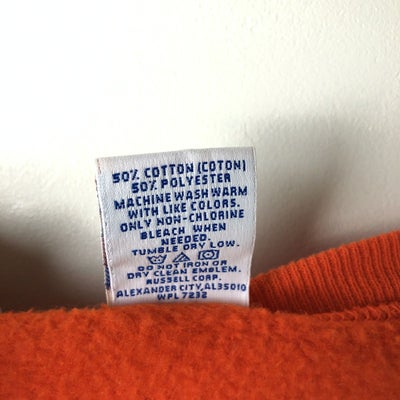 50% COTTON (COTON)
50% POLYESTER
MACHINE WASH WARM
WITH LIKE COLORS.
ONLY NON-CHLORINE
BLEACH WHEN
NEEDED.
TUMBLE DRY LOW.
DO NOT IRON OR
DRY CLEAN EMBLEM.
RUSSELL CORP.
ALEXANDER CITY, AL35010
WPL 7232